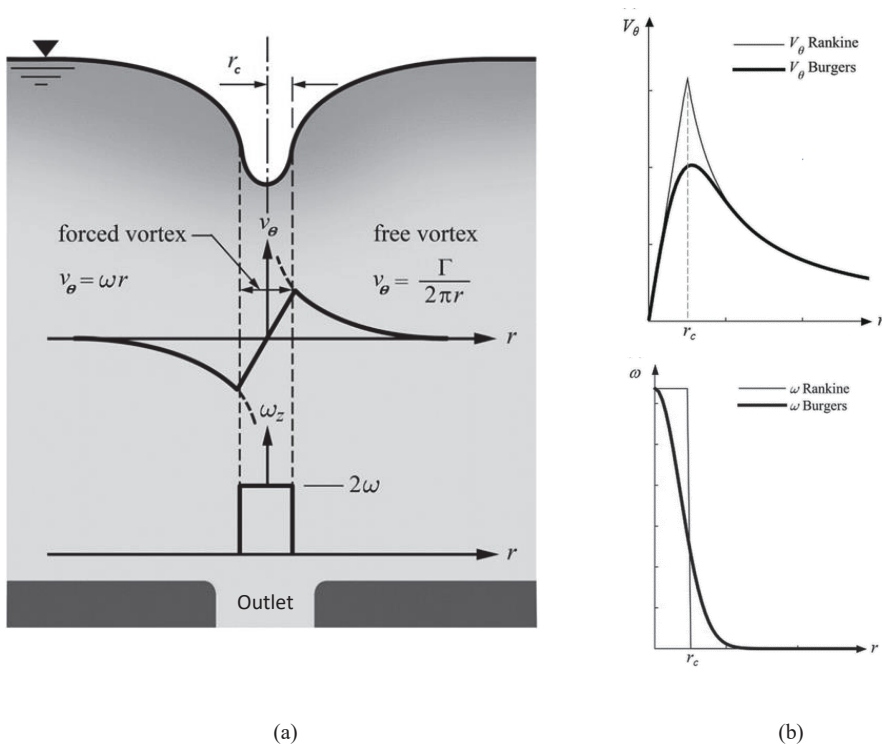 r_c
v_θ
forced vortex
free vortex
v_θ = ωr
v_θ = Γ / 2πr
r
ω_z
2ω
r
Outlet
(a)
V_θ
V_θ Rankine
V_θ Burgers
r_c
r
ω
ω Rankine
ω Burgers
r_c
r
(b)